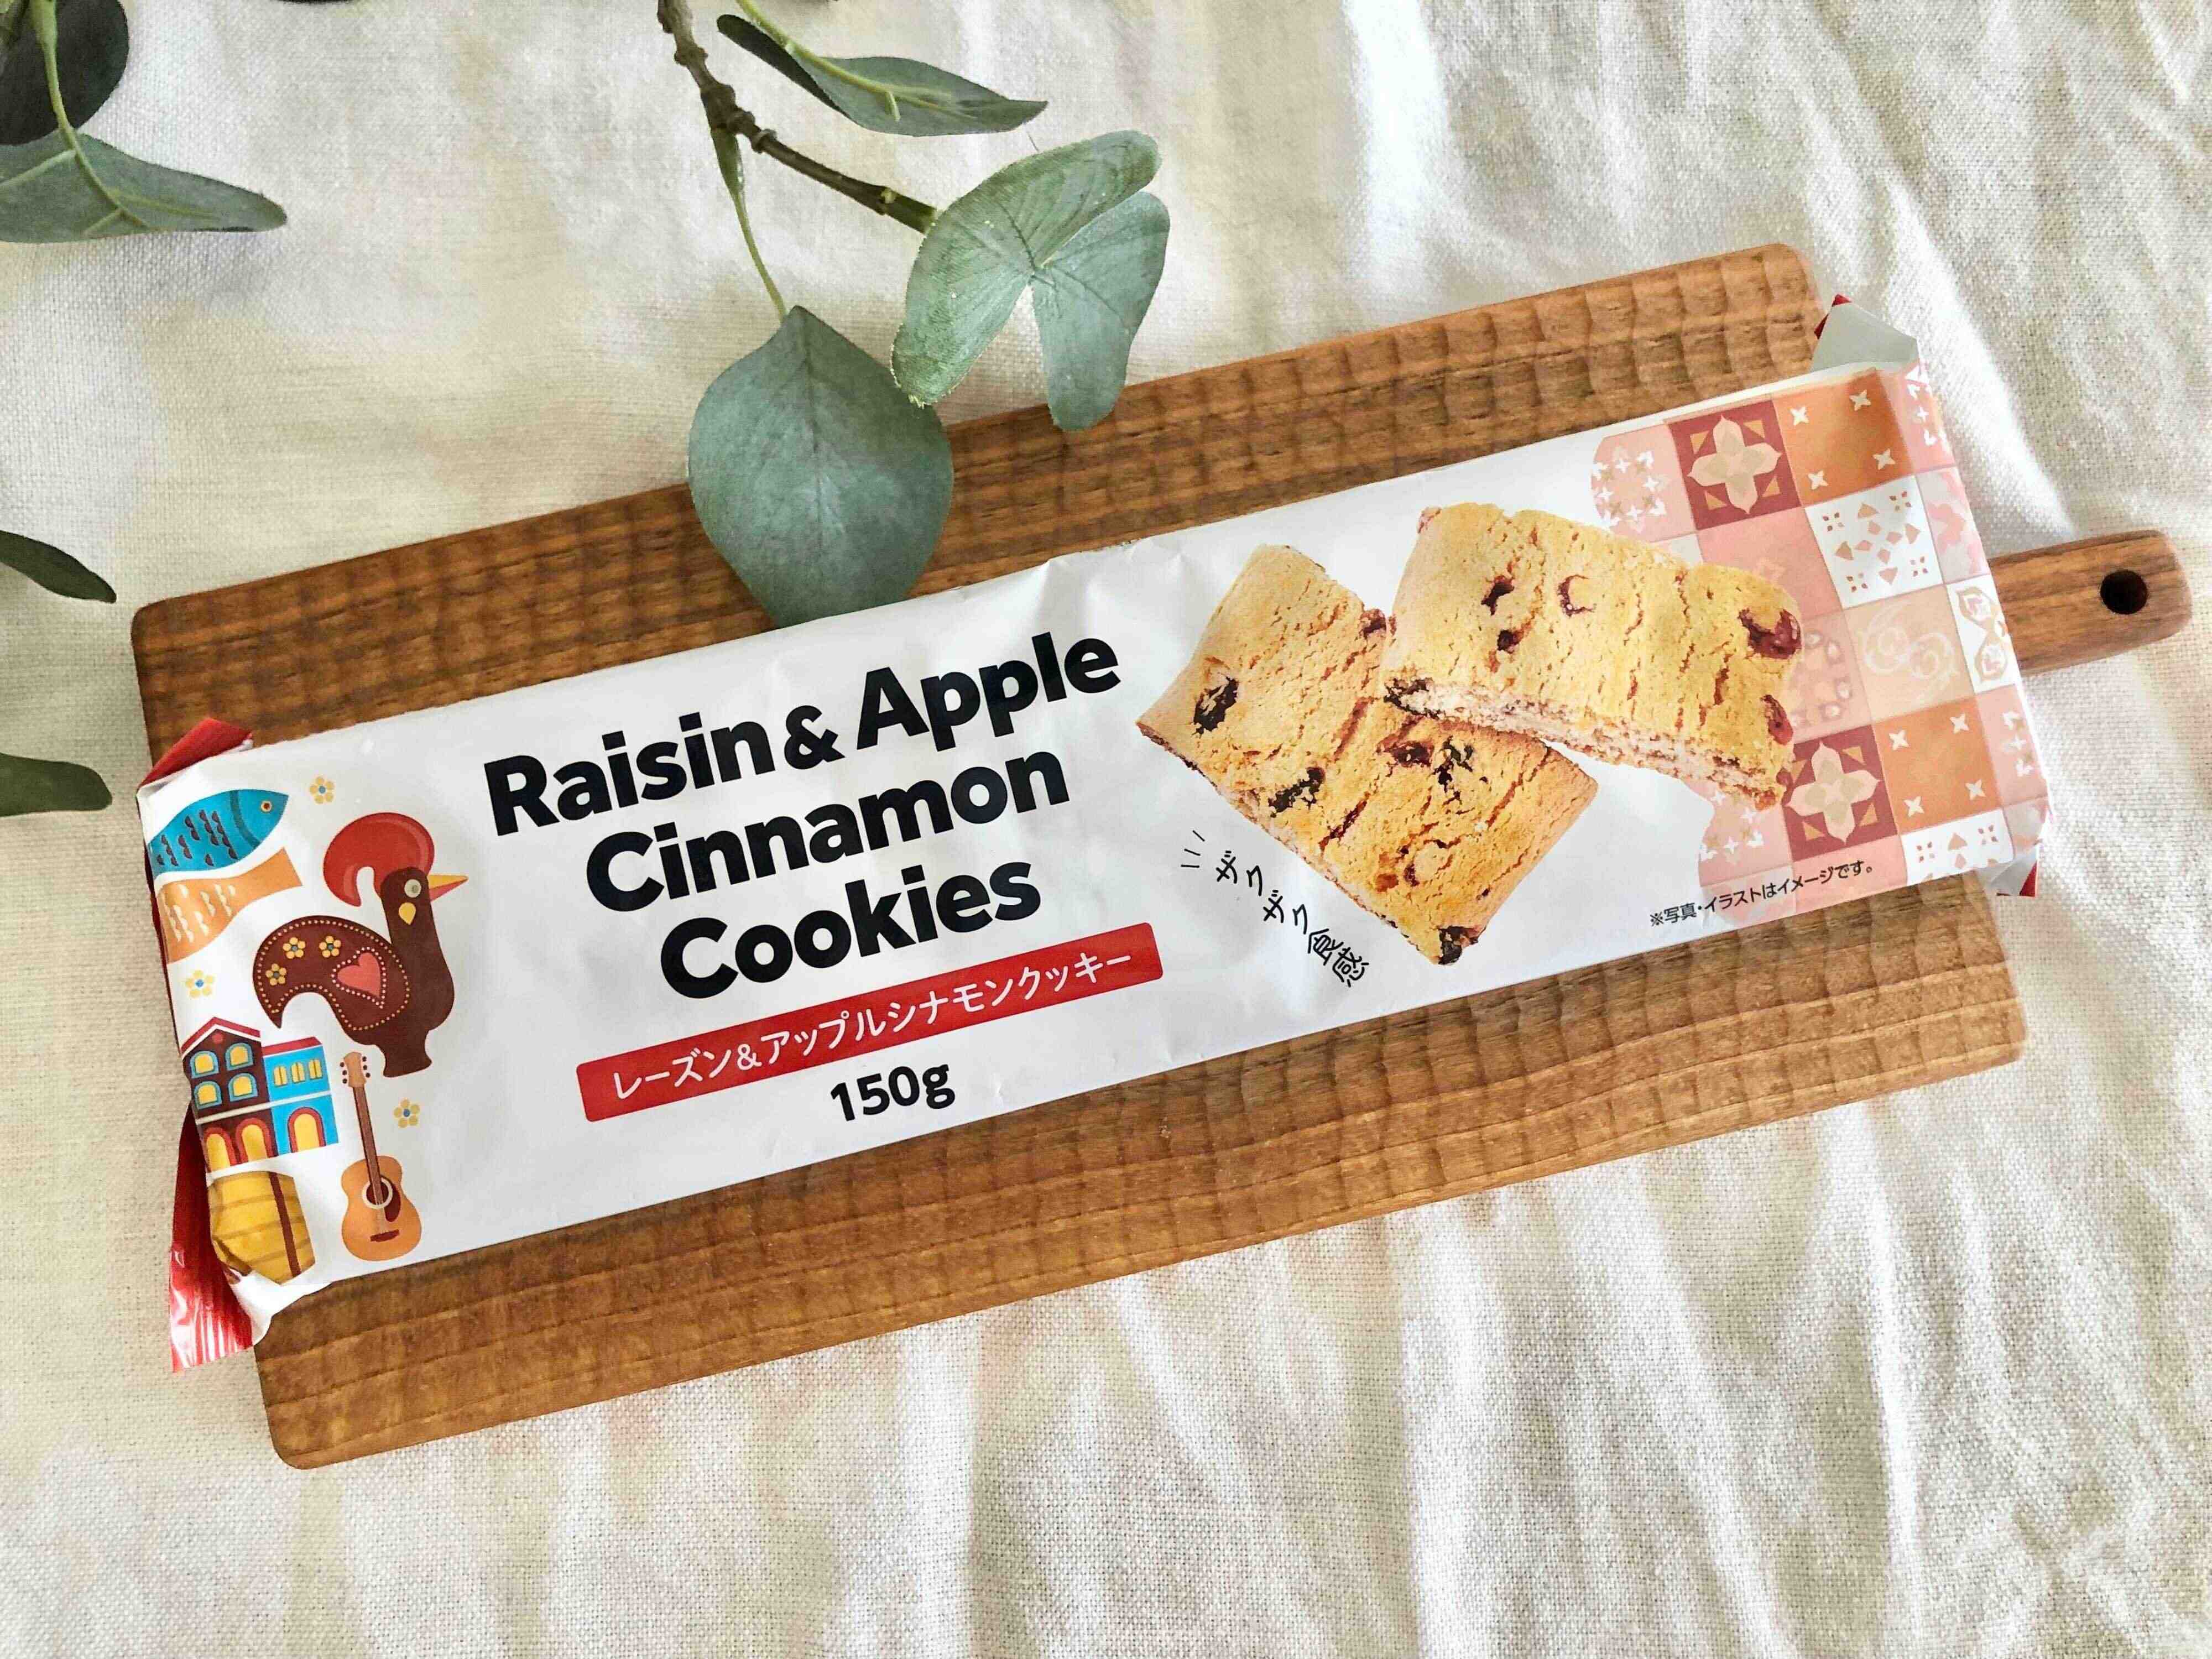 Raisin & Apple
Cinnamon
Cookies
レーズン&アップルシナモンクッキー
150g
ザクザク食感
※写真・イラストはイメージです。